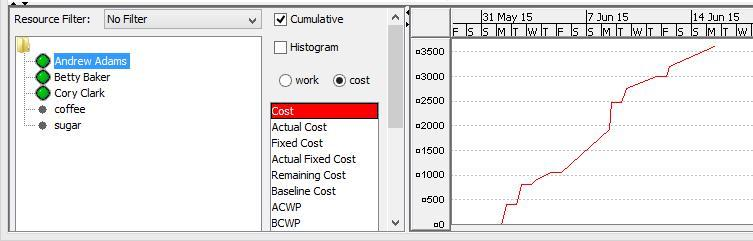 Resource Filter: No Filter
Andrew Adams
Betty Baker
Cory Clark
coffee
sugar
Cumulative
Histogram
work cost
Cost
Actual Cost
Fixed Cost
Actual Fixed Cost
Remaining Cost
Baseline Cost
ACWP
BCWP
31 May 15 7 Jun 15 14 Jun 15
F S S M T W T F S S M T W T F S S M T W
¤3500
¤3000
¤2500
¤2000
¤1500
¤1000
¤500
¤0